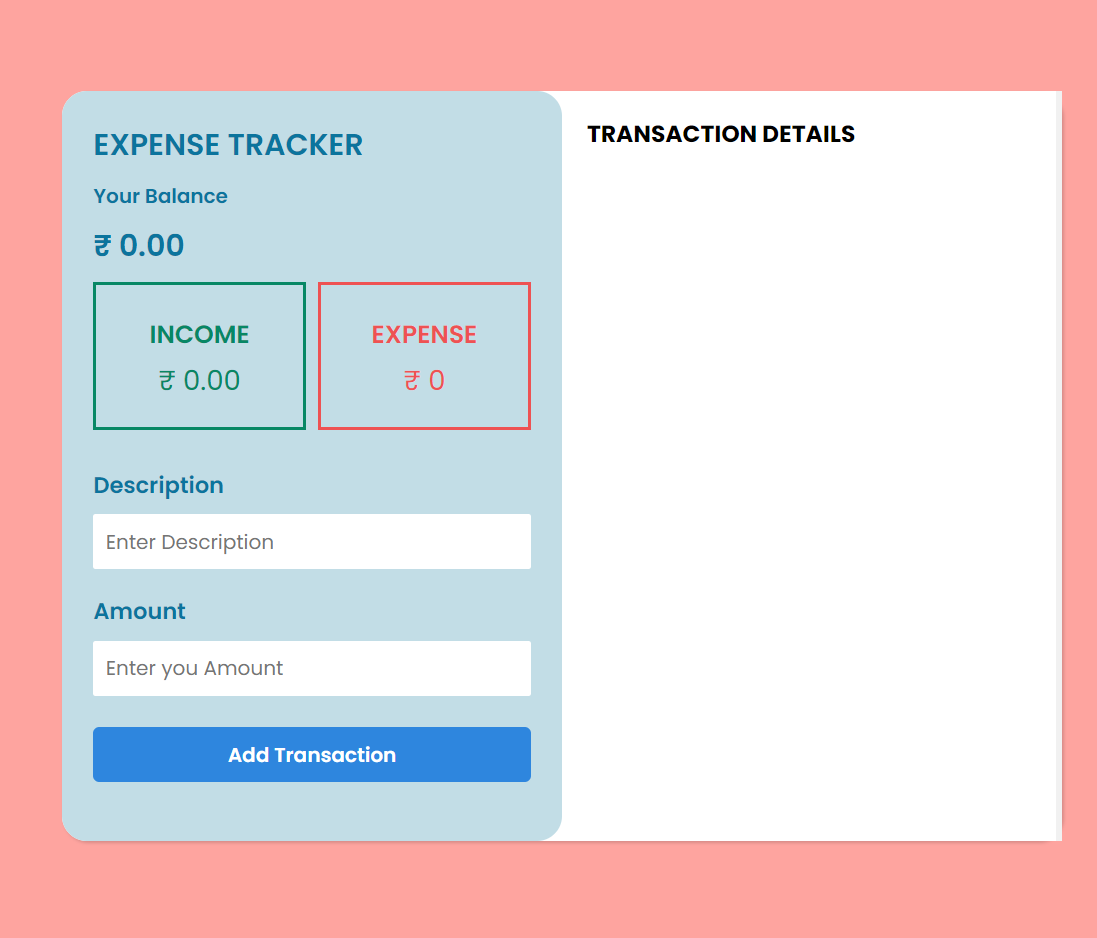 EXPENSE TRACKER
Your Balance
₹ 0.00
INCOME
₹ 0.00
EXPENSE
₹ 0
Description
Enter Description
Amount
Enter you Amount
Add Transaction
TRANSACTION DETAILS